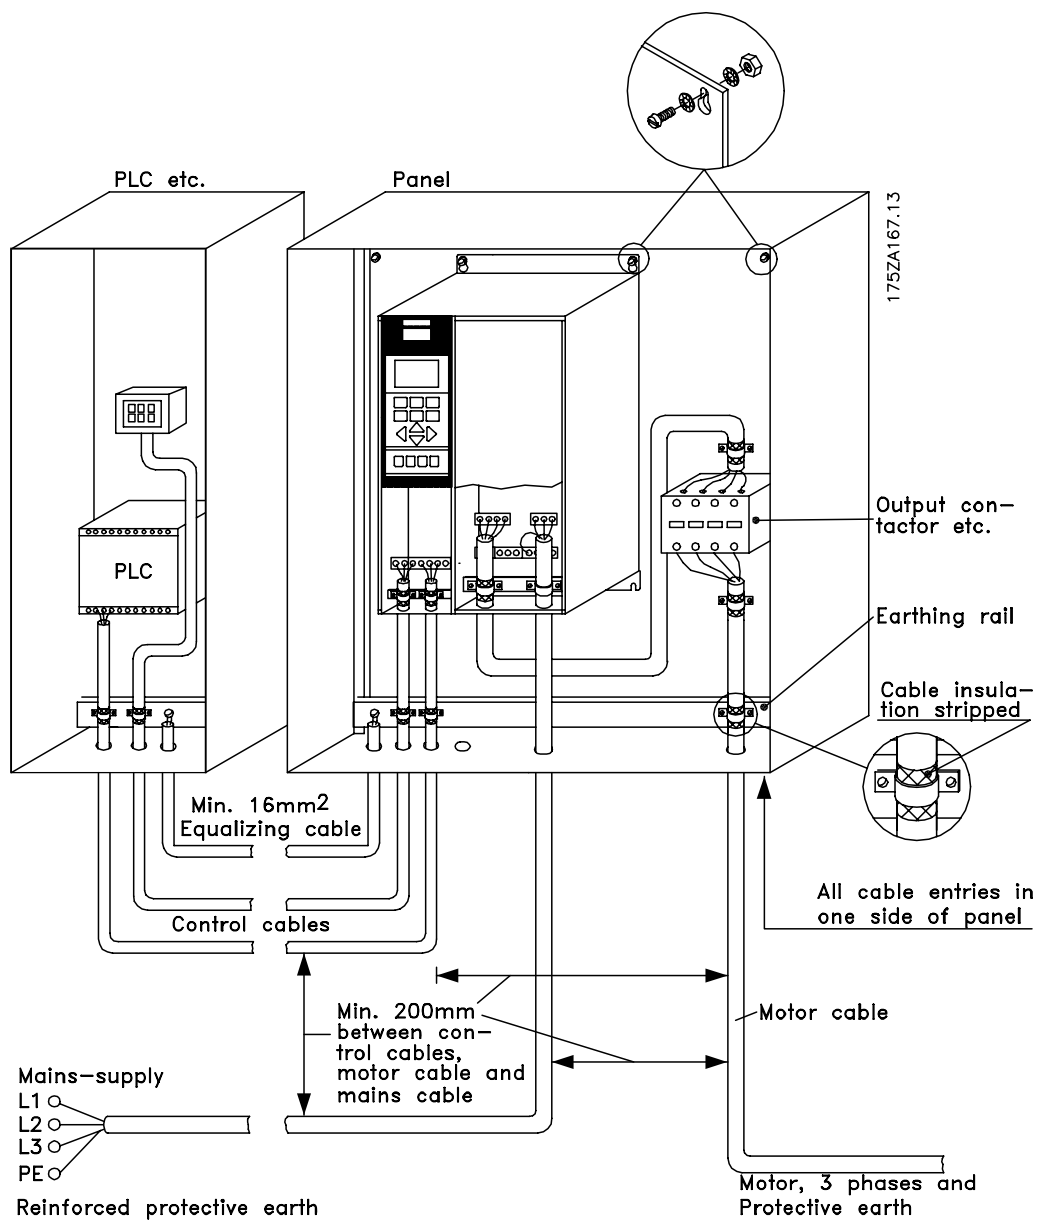 PLC etc.
Panel
175ZA167.13
Output con-
tactor etc.
PLC
Earthing rail
Cable insula-
tion stripped
Min. 16mm2
Equalizing cable
All cable entries in
one side of panel
Control cables
Min. 200mm
between con-
trol cables,
motor cable and
mains cable
Motor cable
Mains-supply
L1
L2
L3
PE
Reinforced protective earth
Motor, 3 phases and
Protective earth